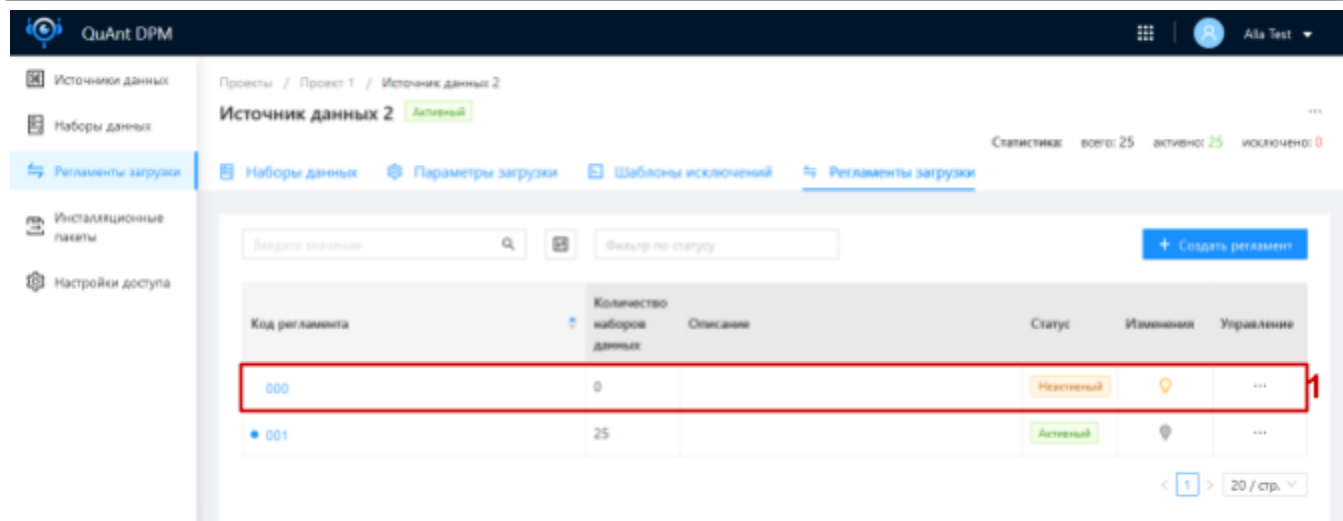 QuAnt DPM
Alla Test
Источники данных
Наборы данных
Регламенты загрузки
Инсталляционные
пакеты
Настройки доступа
Проекты / Проект 1 / Источник данных 2
Источник данных 2 Активный
...
Статистика: всего: 25 активно: 25 исключено: 0
Наборы данных Параметры загрузки Шаблоны исключений Регламенты загрузки
Введите значение Фильтр по статусу + Создать регламент
Код регламента Количество наборов данных Описание Статус Изменения Управление
000 0 Неактивный ... 1
001 25 Активный ...
< 1 > 20 / стр.